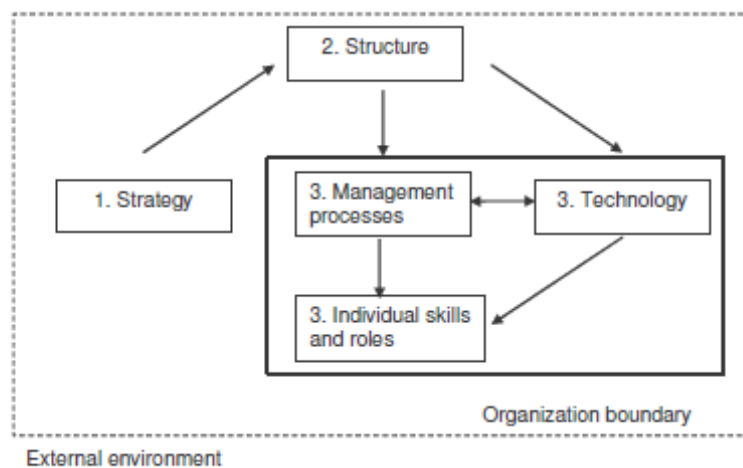 2. Structure
1. Strategy
3. Management
processes
3. Technology
3. Individual skills
and roles
Organization boundary
External environment